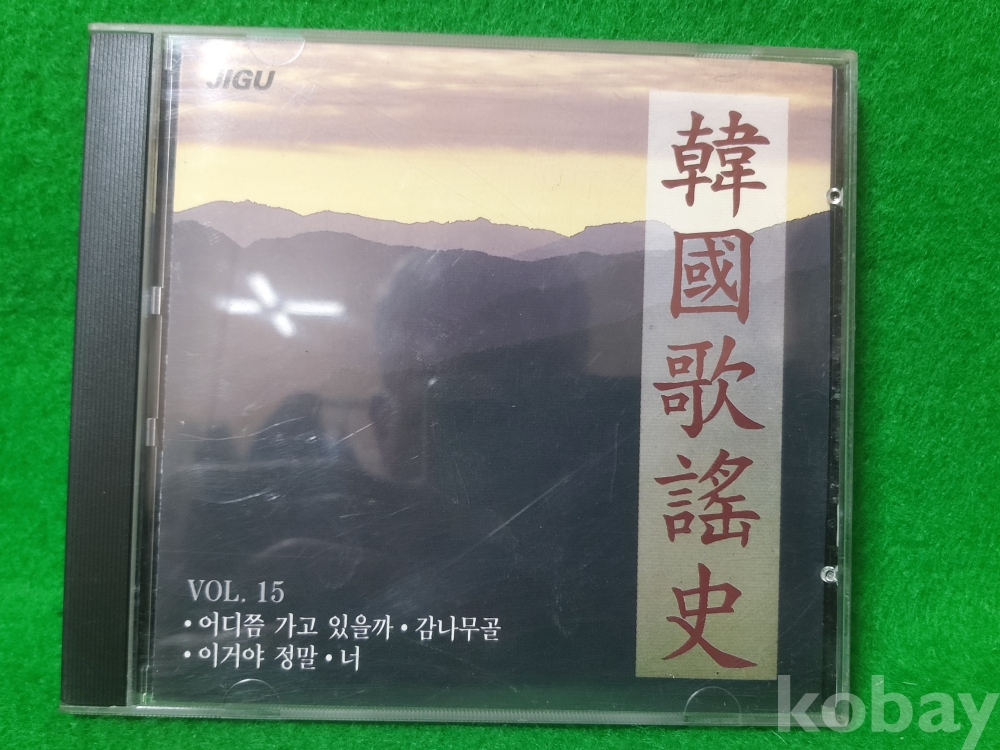 JIGU
韓國歌謠史
VOL. 15
• 어디쯤 가고 있을까 • 감나무골
• 이거야 정말 • 너
kobay